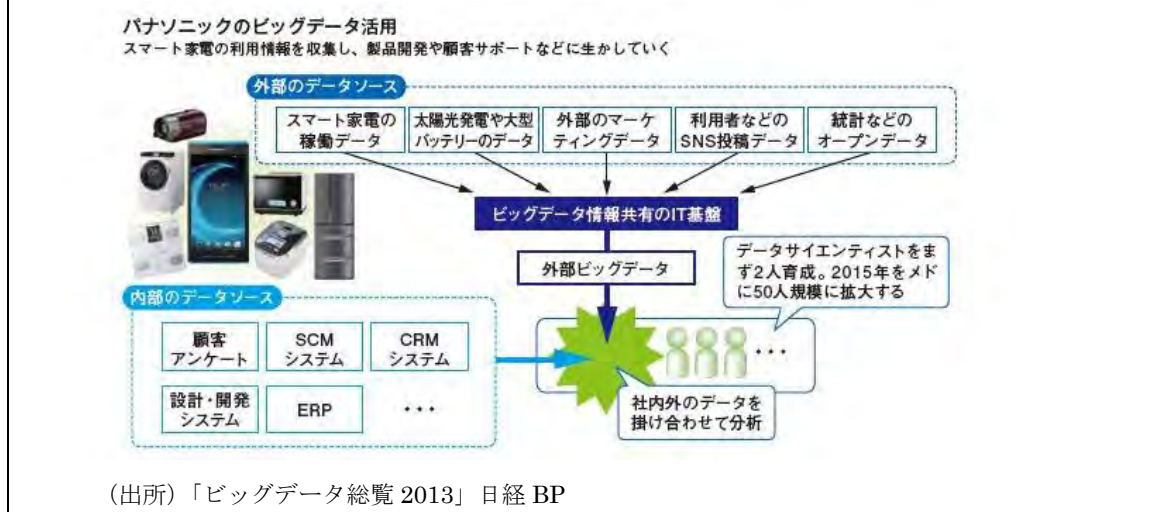 パナソニックのビッグデータ活用
スマート家電の利用情報を収集し、製品開発や顧客サポートなどに生かしていく
外部のデータソース
スマート家電の
稼働データ
太陽光発電や大型
バッテリーのデータ
外部のマーケ
ティングデータ
利用者などの
SNS投稿データ
統計などの
オープンデータ
ビッグデータ情報共有のIT基盤
外部ビッグデータ
データサイエンティストをま
ず2人育成。2015年をメド
に50人規模に拡大する
内部のデータソース
顧客
アンケート
SCM
システム
CRM
システム
設計・開発
システム
ERP
・・・
・・・
社内外のデータを
掛け合わせて分析
（出所）「ビッグデータ総覧 2013」日経 BP